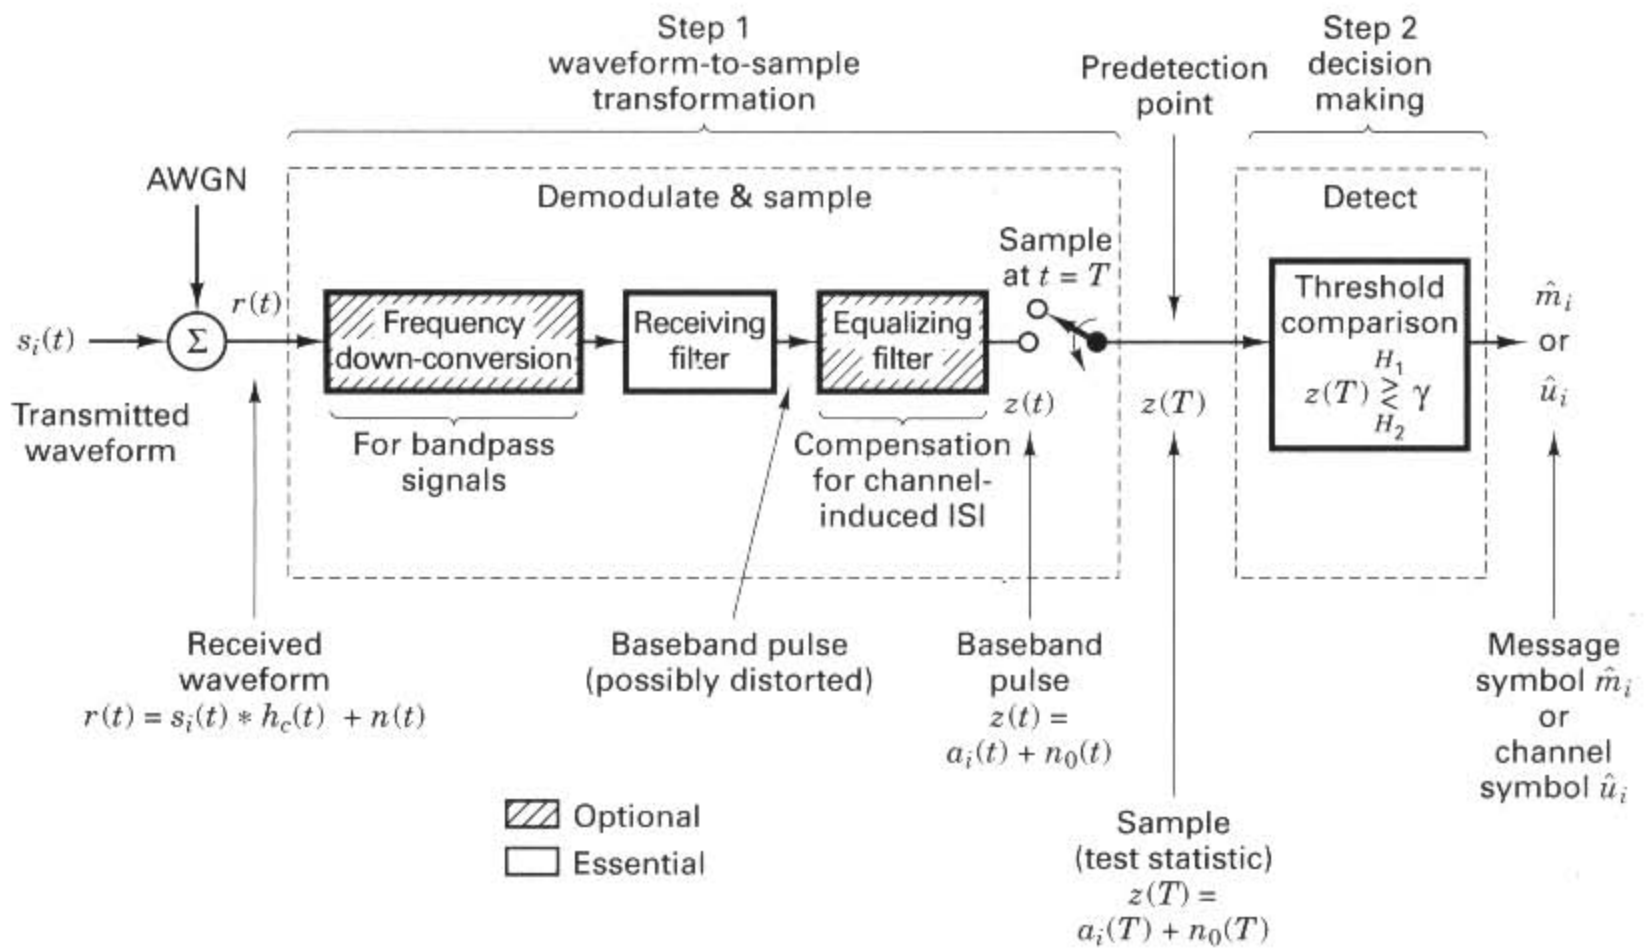 Step 1
waveform-to-sample
transformation
Predetection
point
Step 2
decision
making
AWGN
Demodulate & sample
Detect
Sample
at t = T
r(t)
s_i(t)
Σ
Frequency
down-conversion
Receiving
filter
Equalizing
filter
Threshold
comparison
H_1
z(T) ≷ γ
H_2
m̂_i
or
û_i
z(t)
z(T)
Transmitted
waveform
For bandpass
signals
Compensation
for channel-
induced ISI
Received
waveform
r(t) = s_i(t) * h_c(t) + n(t)
Baseband pulse
(possibly distorted)
Baseband
pulse
z(t) =
a_i(t) + n_0(t)
Message
symbol m̂_i
or
channel
symbol û_i
Optional
Essential
Sample
(test statistic)
z(T) =
a_i(T) + n_0(T)